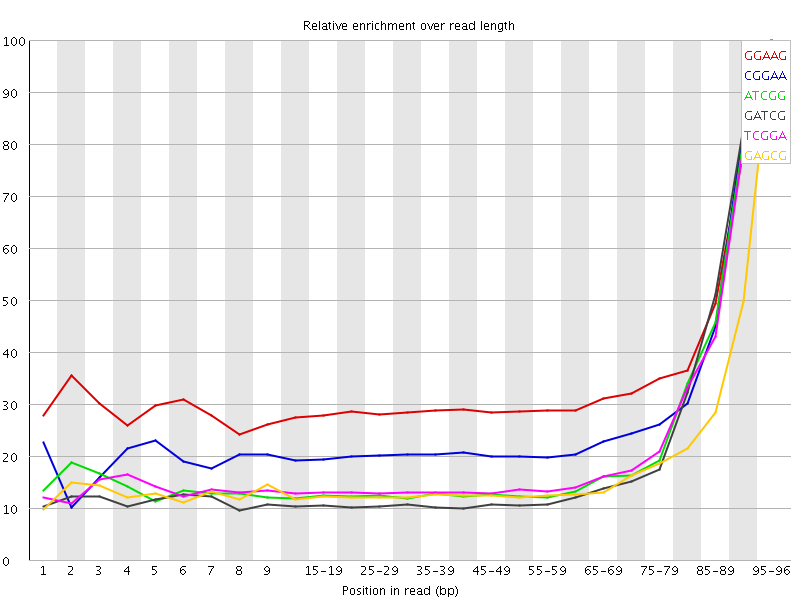 Relative enrichment over read length
100
90
80
70
60
50
40
30
20
10
0
GGAAG
CGGAA
ATCGG
GATCG
TCGGA
GAGCG
1 2 3 4 5 6 7 8 9 15-19 25-29 35-39 45-49 55-59 65-69 75-79 85-89 95-96
Position in read (bp)